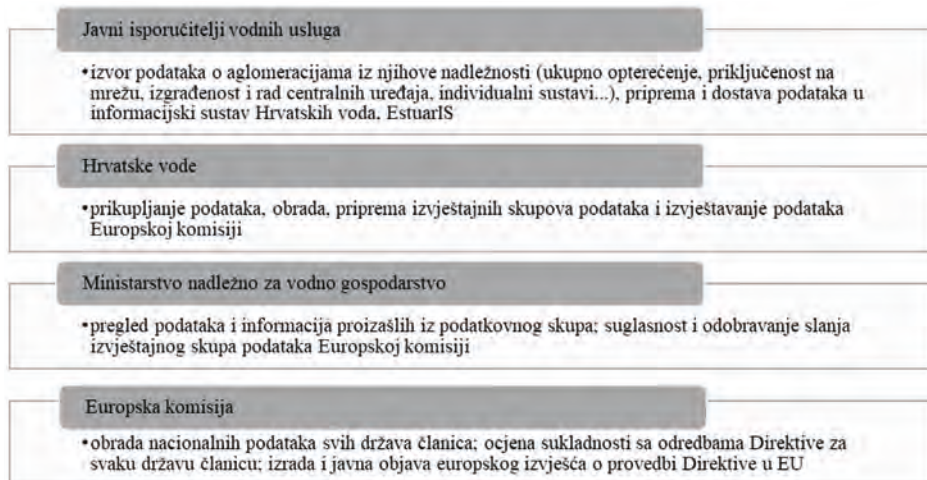 Javni isporučitelji vodnih usluga
•izvor podataka o aglomeracijama iz njihove nadležnosti (ukupno opterećenje, priključenost na
mrežu, izgrađenost i rad centralnih uređaja, individualni sustavi...), priprema i dostava podataka u
informacijski sustav Hrvatskih voda, EstuarIS
Hrvatske vode
•prikupljanje podataka, obrada, priprema izvještajnih skupova podataka i izvještavanje podataka
Europskoj komisiji
Ministarstvo nadležno za vodno gospodarstvo
•pregled podataka i informacija proizašlih iz podatkovnog skupa; suglasnost i odobravanje slanja
izvještajnog skupa podataka Europskoj komisiji
Europska komisija
•obrada nacionalnih podataka svih država članica; ocjena sukladnosti sa odredbama Direktive za
svaku državu članicu; izrada i javna objava europskog izvješća o provedbi Direktive u EU